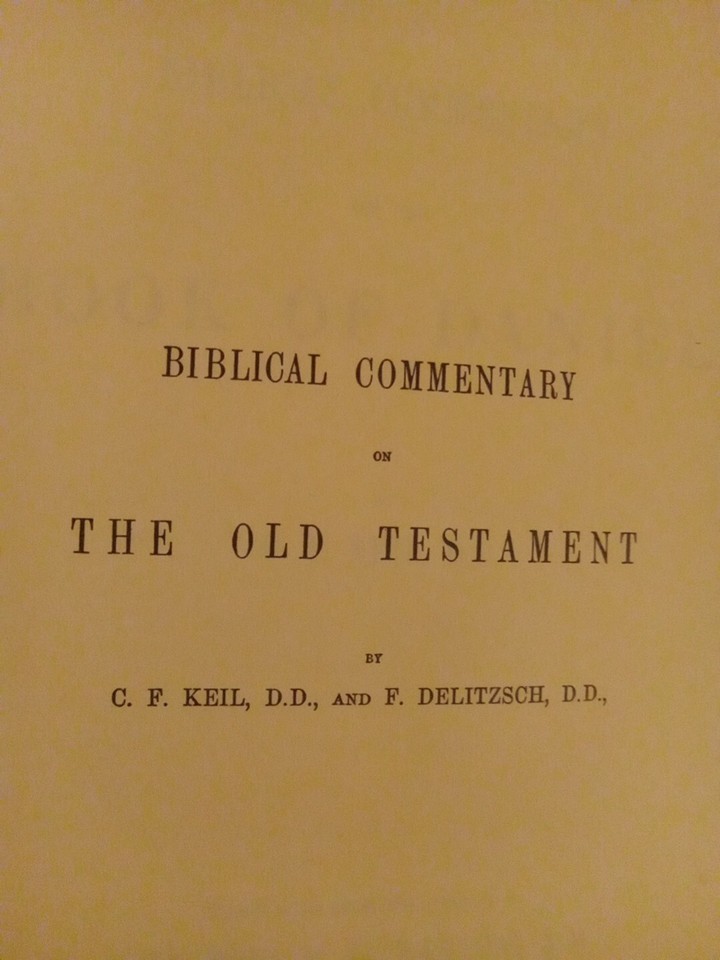 BIBLICAL COMMENTARY
ON
THE OLD TESTAMENT
BY
C. F. KEIL, D.D., AND F. DELITZSCH, D.D.,